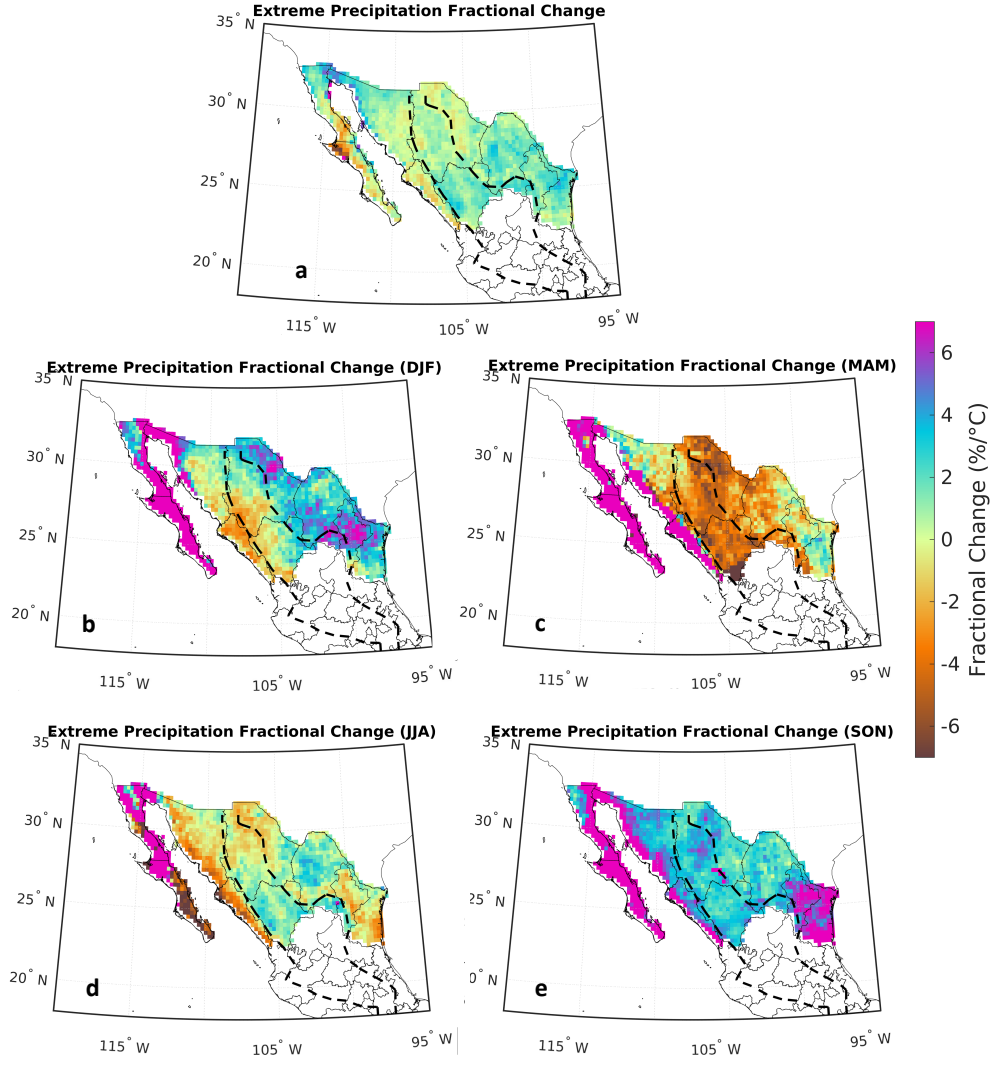 Extreme Precipitation Fractional Change
35° N
30° N
25° N
20° N
a
115° W
105° W
95° W
Extreme Precipitation Fractional Change (DJF)
35° N
30° N
25° N
20° N
b
115° W
105° W
95° W
Extreme Precipitation Fractional Change (MAM)
35° N
30° N
25° N
20° N
c
115° W
105° W
95° W
6
4
2
0
-2
-4
-6
Fractional Change (%/°C)
Extreme Precipitation Fractional Change (JJA)
35° N
30° N
25° N
20° N
d
115° W
105° W
95° W
Extreme Precipitation Fractional Change (SON)
35° N
30° N
25° N
0° N
e
115° W
105° W
95° W